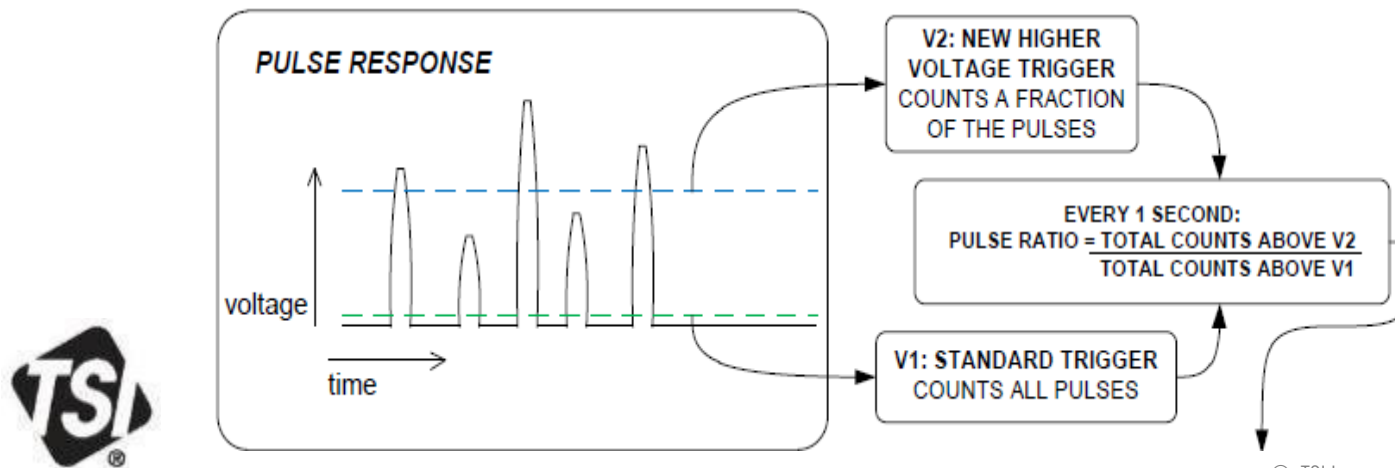 PULSE RESPONSE
voltage
time
V2: NEW HIGHER
VOLTAGE TRIGGER
COUNTS A FRACTION
OF THE PULSES
EVERY 1 SECOND:
PULSE RATIO = TOTAL COUNTS ABOVE V2
TOTAL COUNTS ABOVE V1
V1: STANDARD TRIGGER
COUNTS ALL PULSES
TSI
®